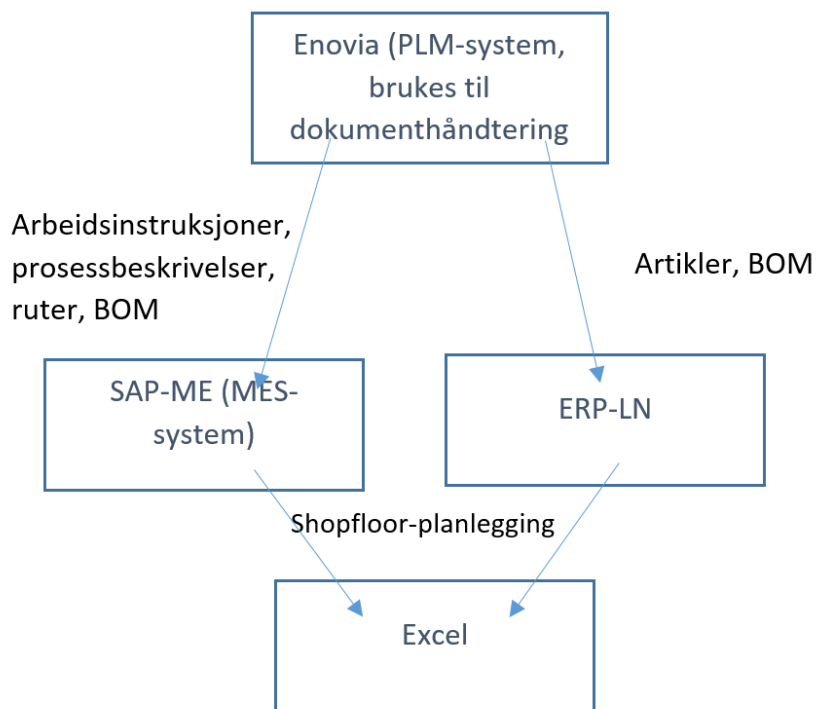 Enovia (PLM-system,
brukes til
dokumenthåndtering
Arbeidsinstruksjoner,
prosessbeskrivelser,
ruter, BOM
Artikler, BOM
SAP-ME (MES-
system)
ERP-LN
Shopfloor-planlegging
Excel